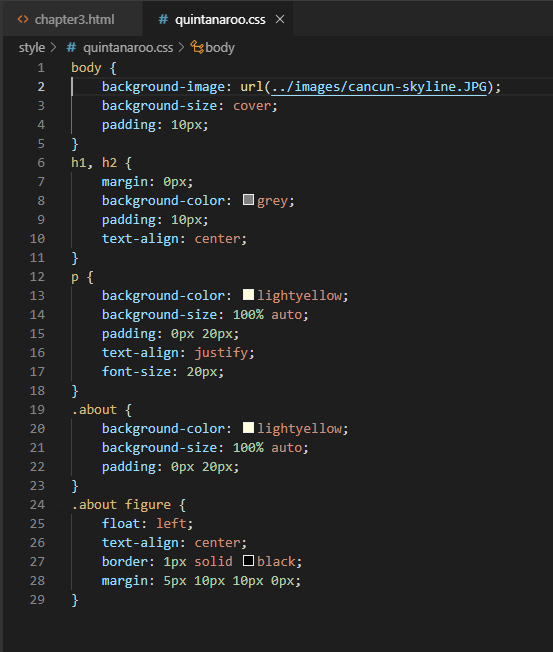 <> chapter3.html # quintanaroo.css ×
style > # quintanaroo.css > body
1 body {
2 background-image: url(../images/cancun-skyline.JPG);
3 background-size: cover;
4 padding: 10px;
5 }
6 h1, h2 {
7 margin: 0px;
8 background-color: grey;
9 padding: 10px;
10 text-align: center;
11 }
12 p {
13 background-color: lightyellow;
14 background-size: 100% auto;
15 padding: 0px 20px;
16 text-align: justify;
17 font-size: 20px;
18 }
19 .about {
20 background-color: lightyellow;
21 background-size: 100% auto;
22 padding: 0px 20px;
23 }
24 .about figure {
25 float: left;
26 text-align: center;
27 border: 1px solid black;
28 margin: 5px 10px 10px 0px;
29 }